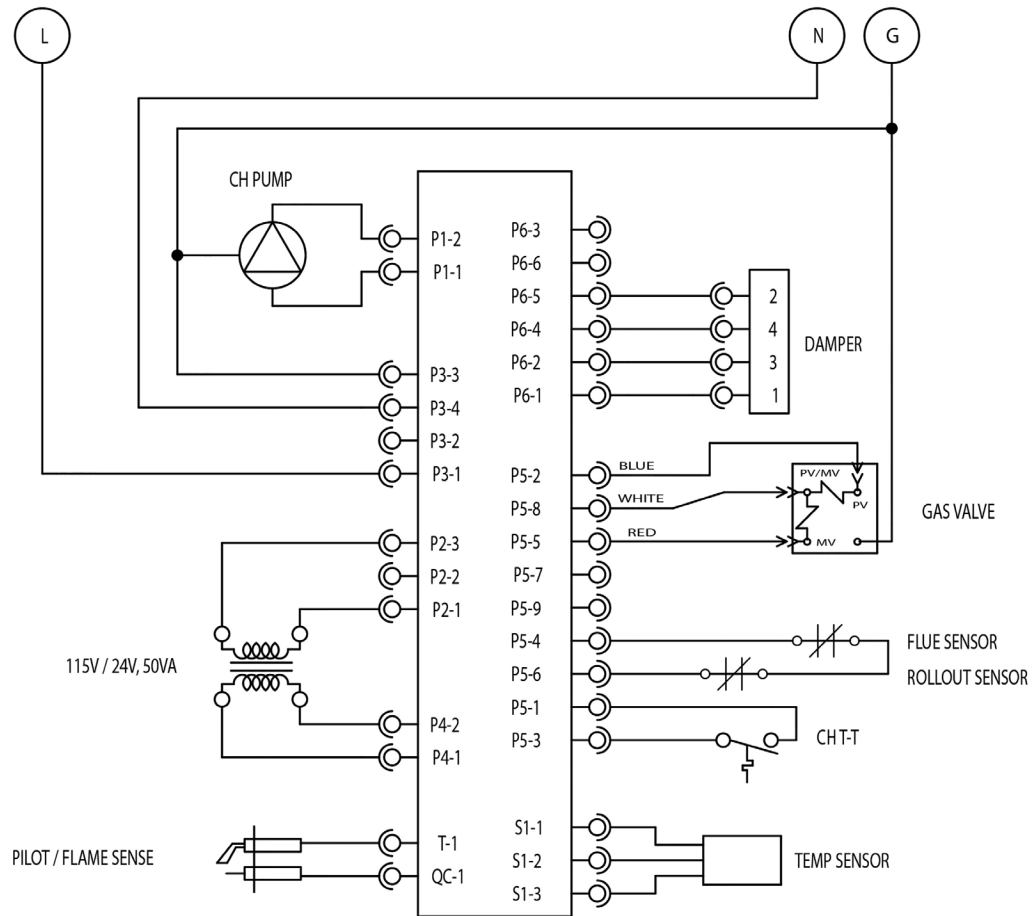 L
N
G
CH PUMP
P1-2
P1-1
P3-3
P3-4
P3-2
P3-1
P2-3
P2-2
P2-1
115V / 24V, 50VA
P4-2
P4-1
PILOT / FLAME SENSE
T-1
QC-1
P6-3
P6-6
P6-5
2
P6-4
4
DAMPER
P6-2
3
P6-1
1
P5-2
BLUE
PV/MV
P5-8
WHITE
PV
GAS VALVE
P5-5
RED
MV
P5-7
P5-9
P5-4
FLUE SENSOR
P5-6
ROLLOUT SENSOR
P5-1
P5-3
CH T-T
S1-1
S1-2
TEMP SENSOR
S1-3